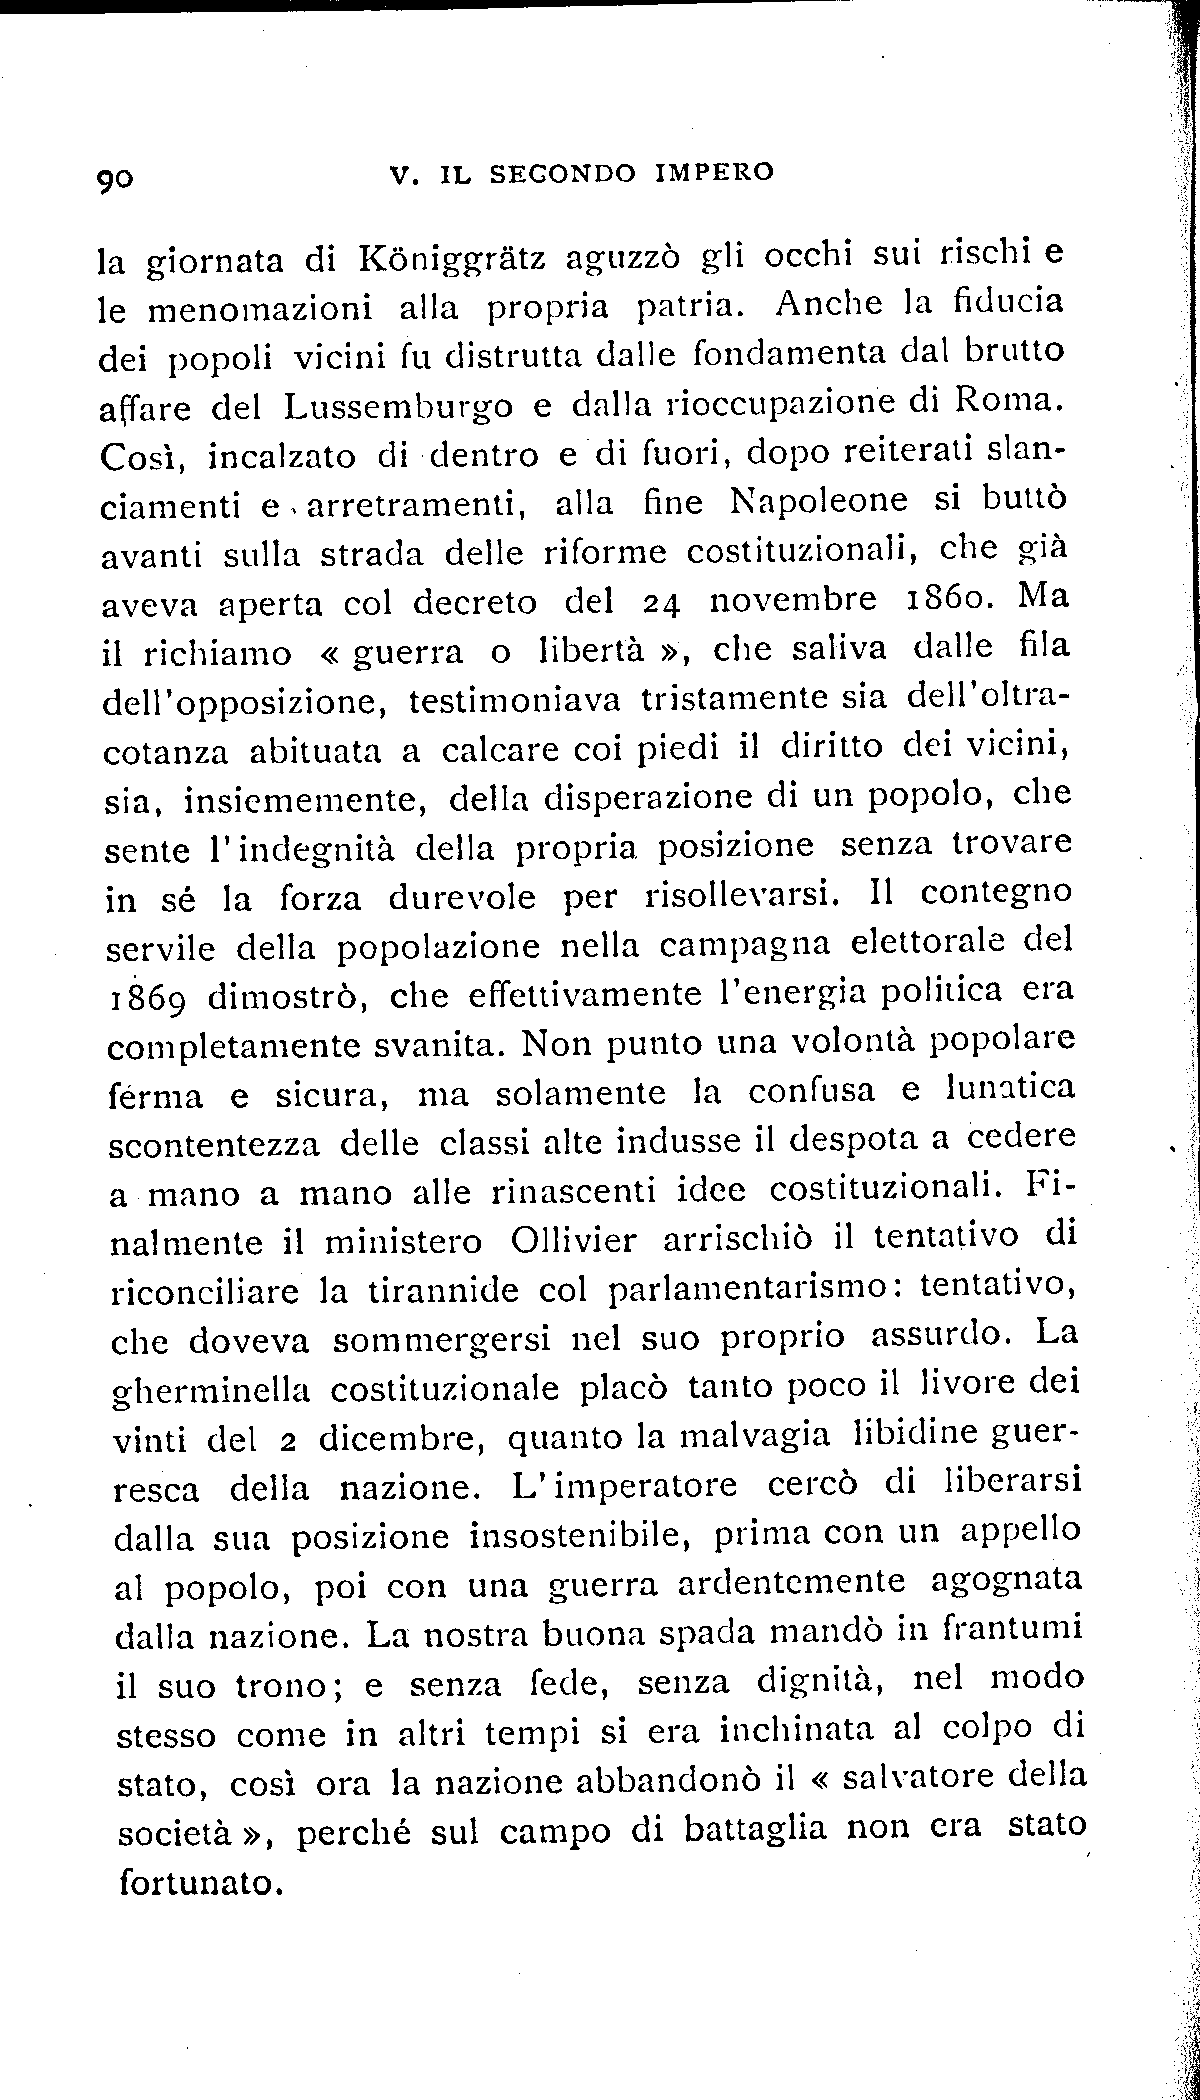 90 V. IL SECONDO IMPERO
la giornata di Königgrätz aguzzò gli occhi sui rischi e
le menomazioni alla propria patria. Anche la fiducia
dei popoli vicini fu distrutta dalle fondamenta dal brutto
affare del Lussemburgo e dalla rioccupazione di Roma.
Così, incalzato di dentro e di fuori, dopo reiterati slan-
ciamenti e arretramenti, alla fine Napoleone si buttò
avanti sulla strada delle riforme costituzionali, che già
aveva aperta col decreto del 24 novembre 1860. Ma
il richiamo « guerra o libertà », che saliva dalle fila
dell'opposizione, testimoniava tristamente sia dell'oltra-
cotanza abituata a calcare coi piedi il diritto dei vicini,
sia, insiememente, della disperazione di un popolo, che
sente l'indegnità della propria posizione senza trovare
in sé la forza durevole per risollevarsi. Il contegno
servile della popolazione nella campagna elettorale del
1869 dimostrò, che effettivamente l'energia politica era
completamente svanita. Non punto una volontà popolare
ferma e sicura, ma solamente la confusa e lunatica
scontentezza delle classi alte indusse il despota a cedere
a mano a mano alle rinascenti idee costituzionali. Fi-
nalmente il ministero Ollivier arrischiò il tentativo di
riconciliare la tirannide col parlamentarismo: tentativo,
che doveva sommergersi nel suo proprio assurdo. La
gherminella costituzionale placò tanto poco il livore dei
vinti del 2 dicembre, quanto la malvagia libidine guer-
resca della nazione. L'imperatore cercò di liberarsi
dalla sua posizione insostenibile, prima con un appello
al popolo, poi con una guerra ardentemente agognata
dalla nazione. La nostra buona spada mandò in frantumi
il suo trono; e senza fede, senza dignità, nel modo
stesso come in altri tempi si era inchinata al colpo di
stato, così ora la nazione abbandonò il « salvatore della
società », perché sul campo di battaglia non era stato
fortunato.